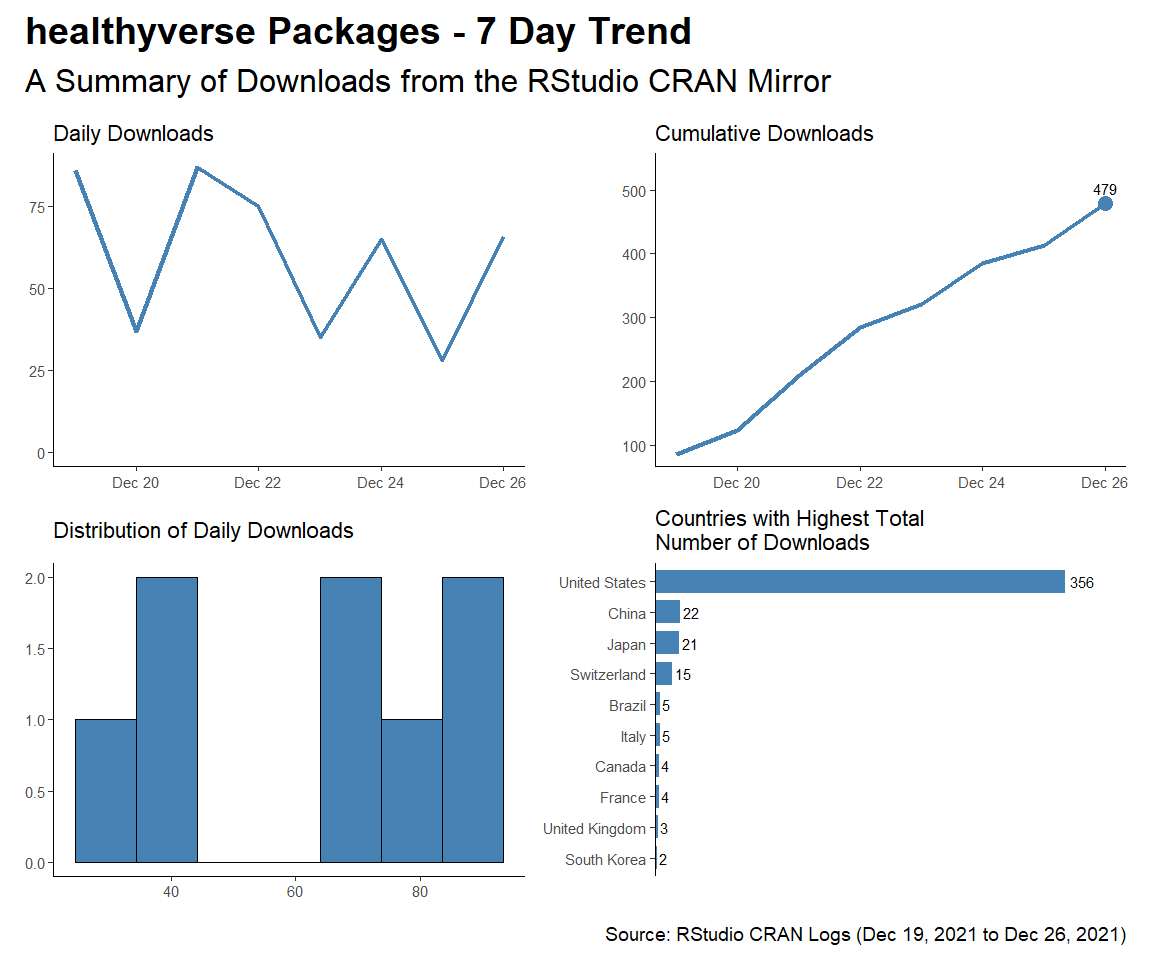 healthyverse Packages - 7 Day Trend
A Summary of Downloads from the RStudio CRAN Mirror
Daily Downloads
75
50
25
0
Dec 20 Dec 22 Dec 24 Dec 26
Cumulative Downloads
500
400
300
200
100
479
Dec 20 Dec 22 Dec 24 Dec 26
Distribution of Daily Downloads
2.0
1.5
1.0
0.5
0.0
40 60 80
Countries with Highest Total
Number of Downloads
United States 356
China 22
Japan 21
Switzerland 15
Brazil 5
Italy 5
Canada 4
France 4
United Kingdom 3
South Korea 2
Source: RStudio CRAN Logs (Dec 19, 2021 to Dec 26, 2021)